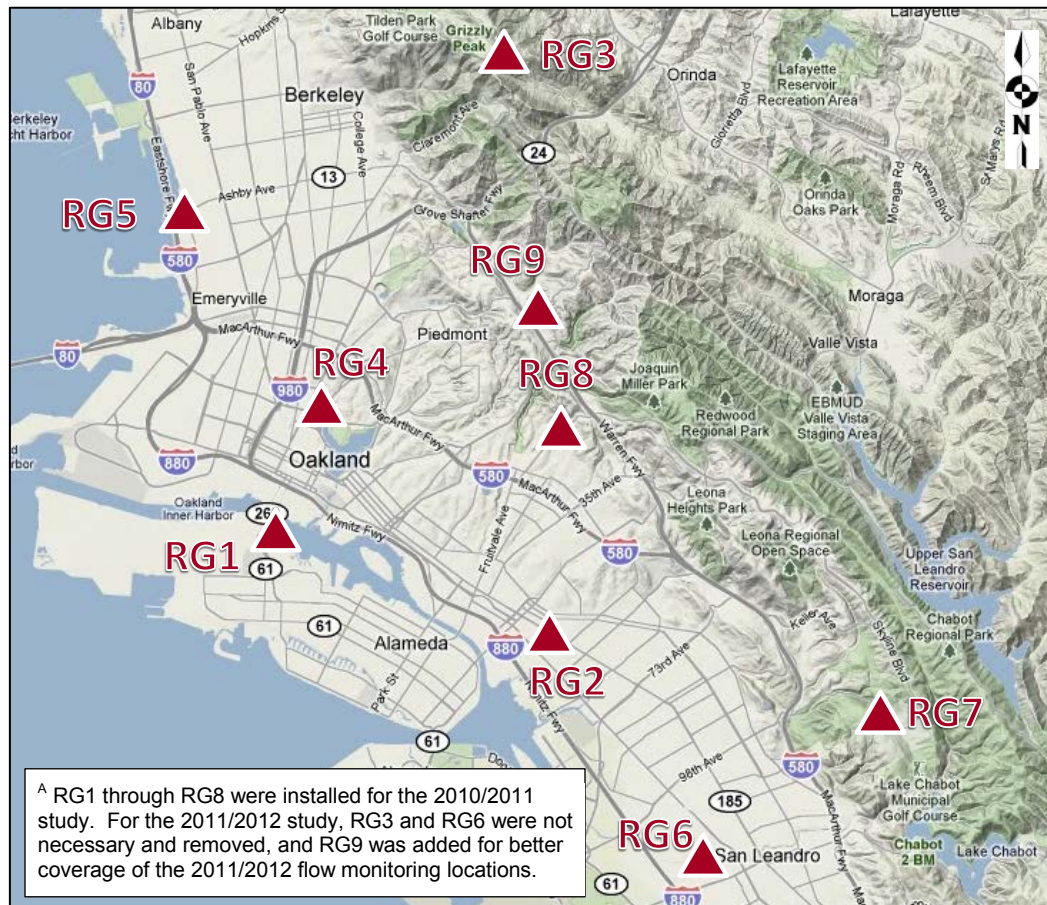 Albany
Tilden Park
Golf Course
Grizzly
Peak
RG3
Lafayette
Orinda
Lafayette
Reservoir
Recreation Area
N
80
San Pablo Ave
Berkeley
College Ave
Claremont Ave
Glorietta Blvd
24
Moraga Rd
Rheem Blvd
St Marys Rd
13
Ashby Ave
Orinda
Oaks Park
RG5
Grove Shafter Fwy
580
RG9
Emeryville
MacArthur Fwy
Piedmont
Moraga
Valle Vista
80
RG4
RG8
Joaquin
Miller Park
980
EBMUD
Valle Vista
Staging Area
Redwood
Regional Park
MacArthur Fwy
Warren Fwy
880
Oakland
580
MacArthur Fwy
35th Ave
Leona
Heights Park
Oakland
Inner Harbor
Nimitz Fwy
Fruitvale Ave
Leona Regional
Open Space
580
Upper San
Leandro
Reservoir
RG1
61
61
Alameda
880
Keller Ave
Skyline Blvd
Chabot
Regional Park
Park St
RG2
73rd Ave
Nimitz Fwy
RG7
61
580
98th Ave
185
MacArthur Fwy
Lake Chabot
Municipal
Golf Course
RG6
San Leandro
Chabot
2 BM
Lake Chabot
61
880
A RG1 through RG8 were installed for the 2010/2011
study. For the 2011/2012 study, RG3 and RG6 were not
necessary and removed, and RG9 was added for better
coverage of the 2011/2012 flow monitoring locations.